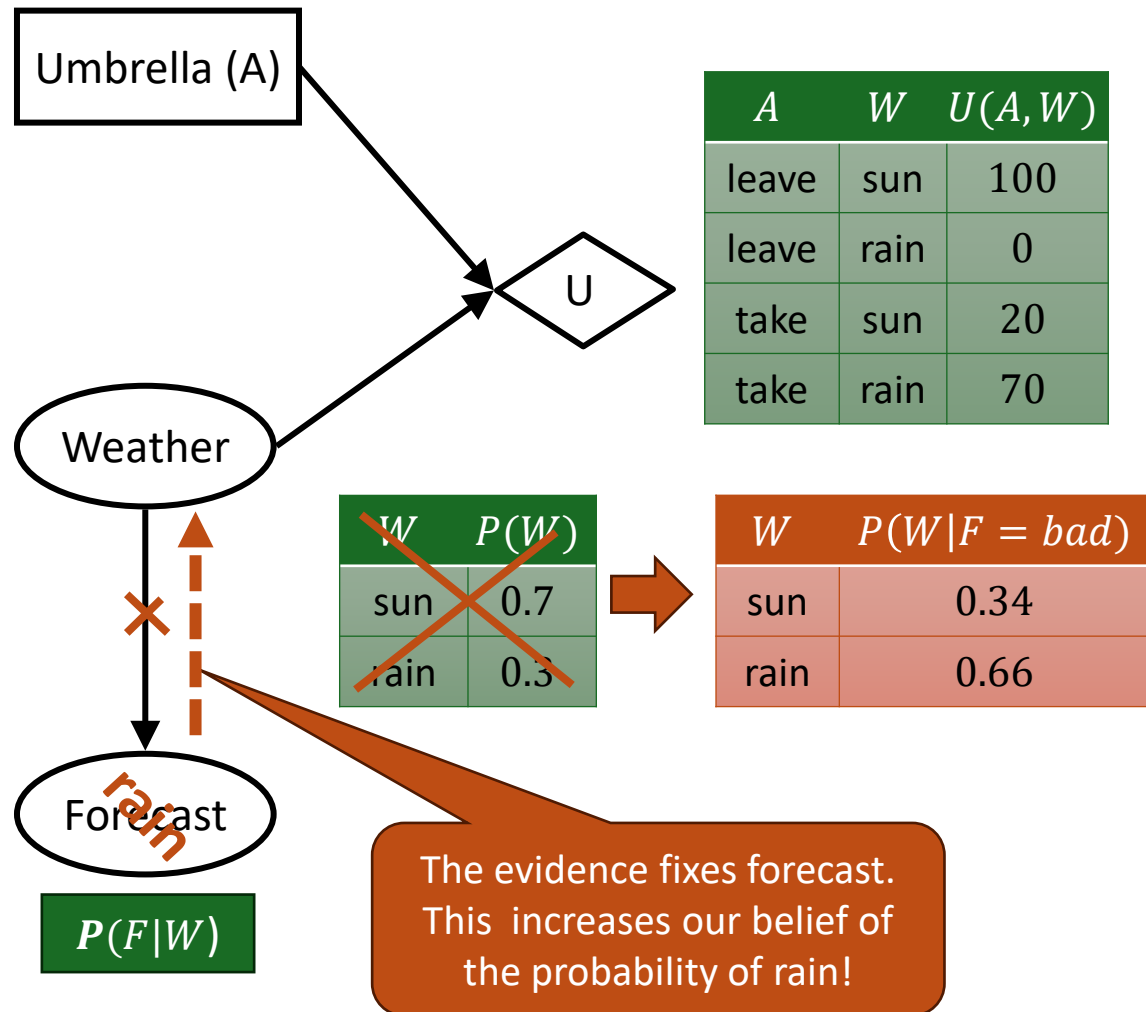 Umbrella (A)
A W U(A, W)
leave sun 100
leave rain 0
take sun 20
take rain 70
U
Weather
W P(W)
sun 0.7
rain 0.3
W P(W|F = bad)
sun 0.34
rain 0.66
Forecast
rain
P(F|W)
The evidence fixes forecast.
This increases our belief of
the probability of rain!